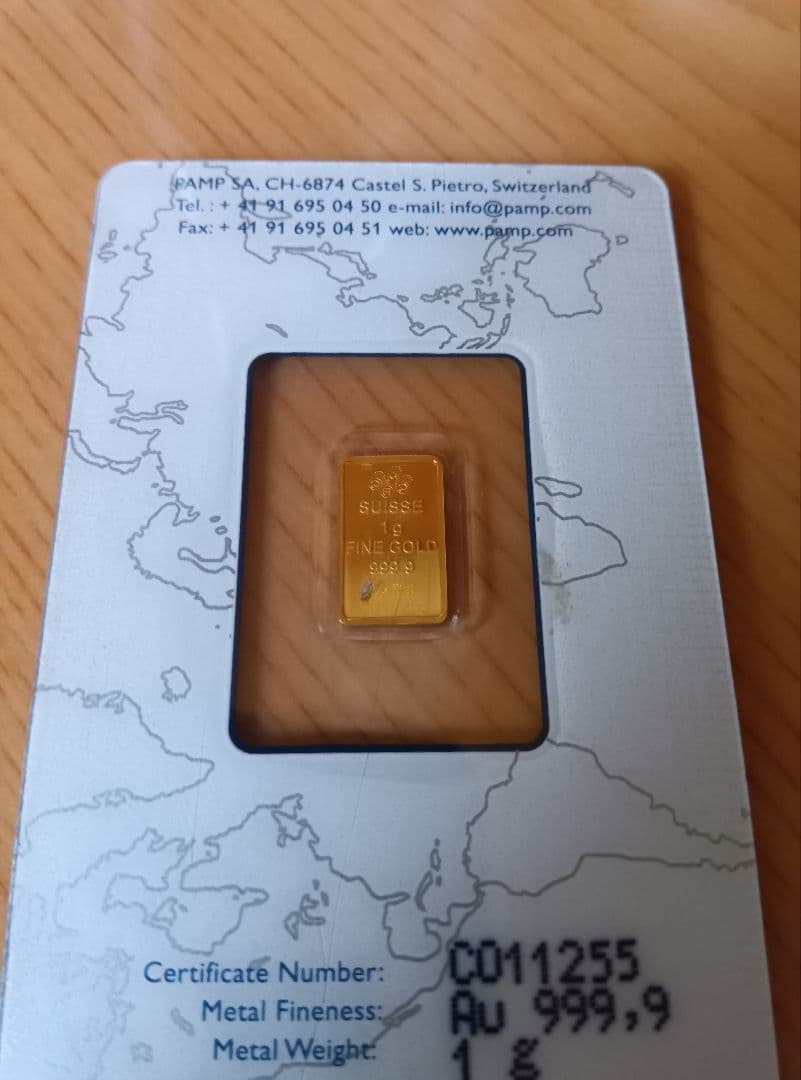 PAMP SA, CH-6874 Castel S. Pietro, Switzerland
Tel. : + 41 91 695 04 50 e-mail: info@pamp.com
Fax: + 41 91 695 04 51 web: www.pamp.com
SUISSE
1g
FINE GOLD
999.9
Certificate Number: C011255
Metal Fineness: Au 999,9
Metal Weight: 1 g